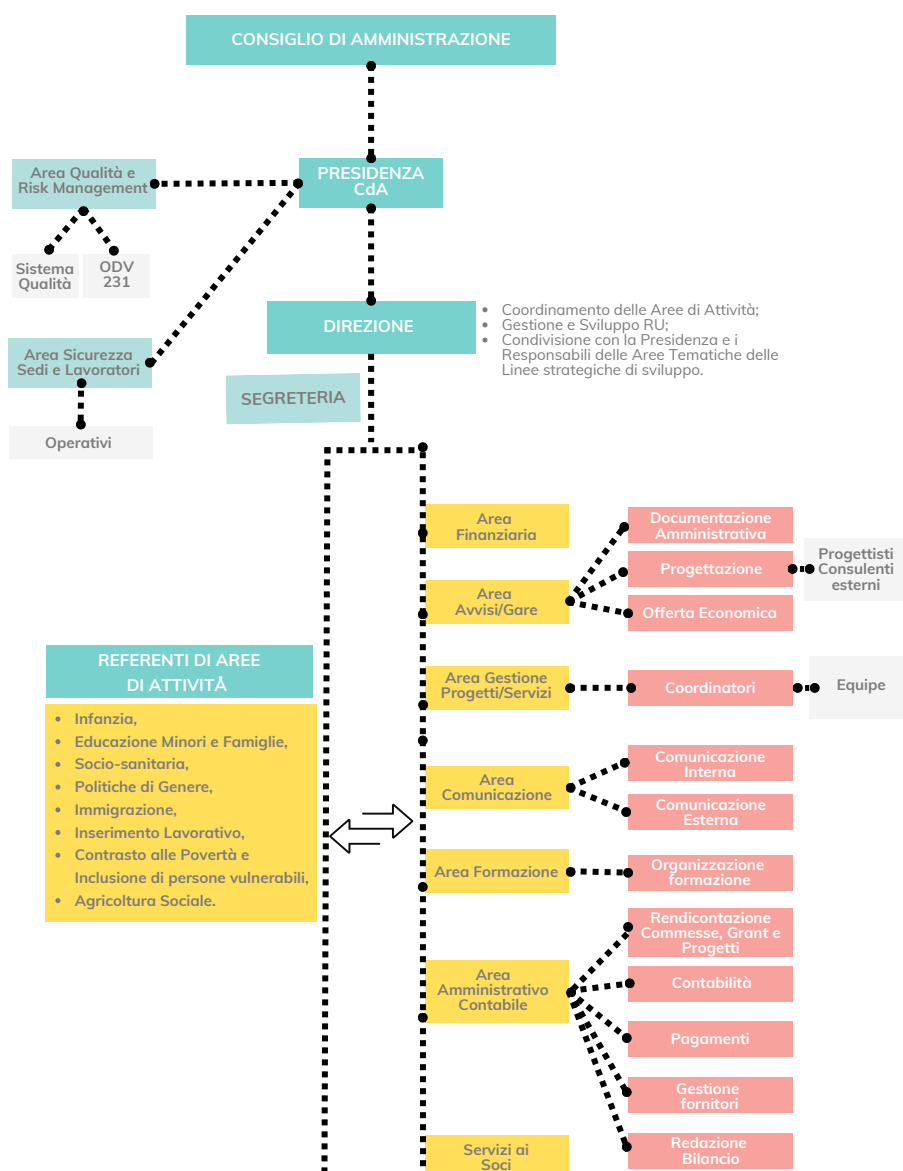 CONSIGLIO DI AMMINISTRAZIONE
Area Qualità e
Risk Management
PRESIDENZA
CdA
Sistema
Qualità
ODV
231
DIREZIONE
• Coordinamento delle Aree di Attività;
• Gestione e Sviluppo RU;
• Condivisione con la Presidenza e i
Responsabili delle Aree Tematiche delle
Linee strategiche di sviluppo.
Area Sicurezza
Sedi e Lavoratori
SEGRETERIA
Operativi
Area
Finanziaria
Documentazione
Amministrativa
Progettazione
Progettisti
Consulenti
esterni
Area
Avvisi/Gare
Offerta Economica
REFERENTI DI AREE
DI ATTIVITÅ
• Infanzia,
• Educazione Minori e Famiglie,
• Socio-sanitaria,
• Politiche di Genere,
• Immigrazione,
• Inserimento Lavorativo,
• Contrasto alle Povertà e
Inclusione di persone vulnerabili,
• Agricoltura Sociale.
Area Gestione
Progetti/Servizi
Coordinatori
Equipe
Area
Comunicazione
Comunicazione
Interna
Comunicazione
Esterna
Area Formazione
Organizzazione
formazione
Area
Amministrativo
Contabile
Rendicontazione
Commesse, Grant e
Progetti
Contabilità
Pagamenti
Gestione
fornitori
Redazione
Bilancio
Servizi ai
Soci